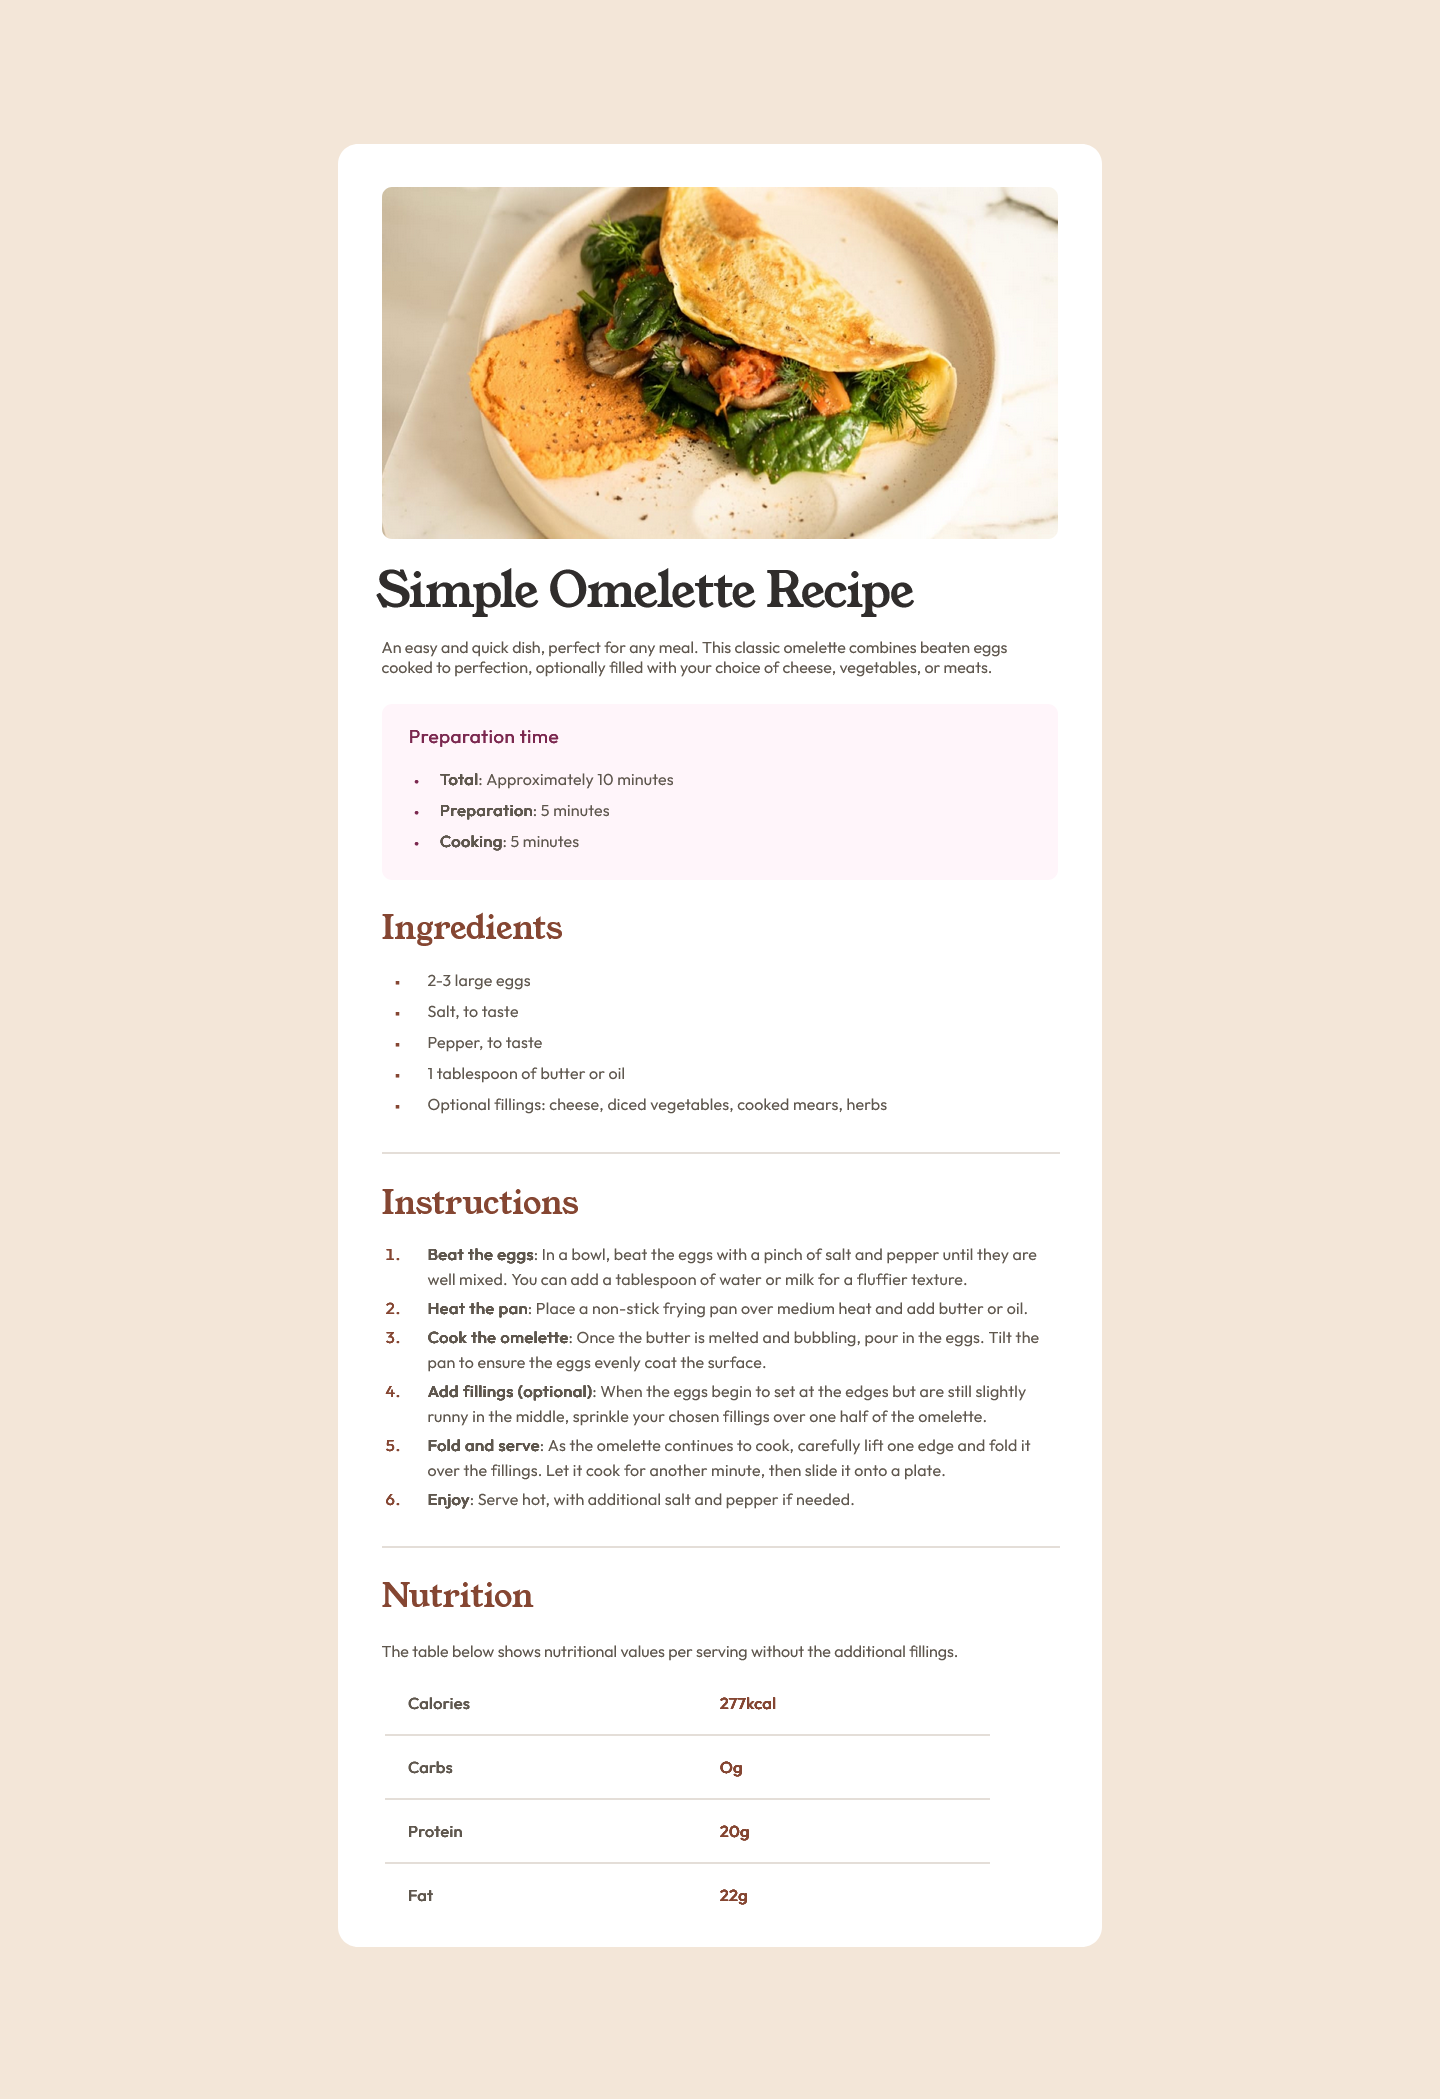 Simple Omelette Recipe
An easy and quick dish, perfect for any meal. This classic omelette combines beaten eggs
cooked to perfection, optionally filled with your choice of cheese, vegetables, or meats.
Preparation time
• Total: Approximately 10 minutes
• Preparation: 5 minutes
• Cooking: 5 minutes
Ingredients
▪ 2-3 large eggs
▪ Salt, to taste
▪ Pepper, to taste
▪ 1 tablespoon of butter or oil
▪ Optional fillings: cheese, diced vegetables, cooked mears, herbs
Instructions
1. Beat the eggs: In a bowl, beat the eggs with a pinch of salt and pepper until they are
well mixed. You can add a tablespoon of water or milk for a fluffier texture.
2. Heat the pan: Place a non-stick frying pan over medium heat and add butter or oil.
3. Cook the omelette: Once the butter is melted and bubbling, pour in the eggs. Tilt the
pan to ensure the eggs evenly coat the surface.
4. Add fillings (optional): When the eggs begin to set at the edges but are still slightly
runny in the middle, sprinkle your chosen fillings over one half of the omelette.
5. Fold and serve: As the omelette continues to cook, carefully lift one edge and fold it
over the fillings. Let it cook for another minute, then slide it onto a plate.
6. Enjoy: Serve hot, with additional salt and pepper if needed.
Nutrition
The table below shows nutritional values per serving without the additional fillings.
Calories 277kcal
Carbs Og
Protein 20g
Fat 22g